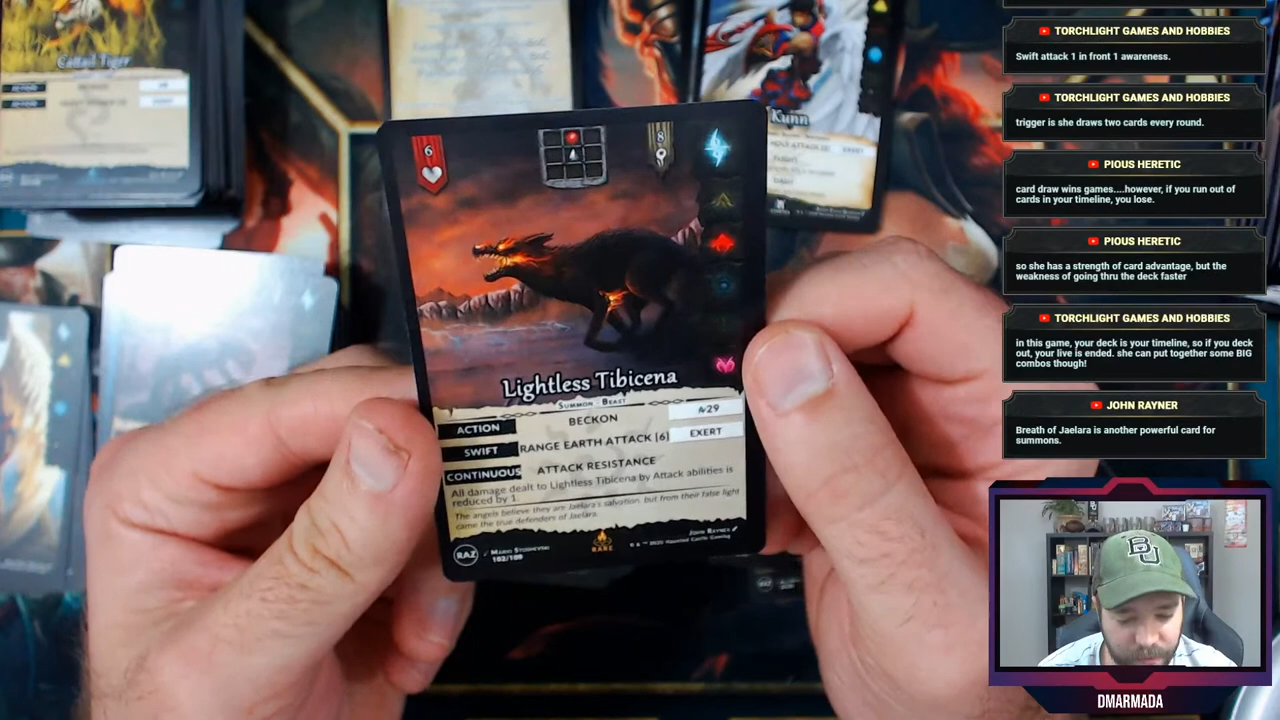 Cattail Tiger
ACTION
ACTION
Kunn
6
8
Lightless Tibicena
SUMMON - BEAST
ACTION
BECKON
29
SWIFT
RANGE EARTH ATTACK [6]
EXERT
CONTINUOUS
ATTACK RESISTANCE
All damage dealt to Lightless Tibicena by Attack abilities is
reduced by 1.
The angels believe they are Jaelara's salvation, but from their false light
came the true defenders of Jaelara.
RAZ
RARE
JOHN RAYNER
102/108
TORCHLIGHT GAMES AND HOBBIES
Swift attack 1 in front 1 awareness.
TORCHLIGHT GAMES AND HOBBIES
trigger is she draws two cards every round.
PIOUS HERETIC
card draw wins games....however, if you run out of
cards in your timeline, you lose.
PIOUS HERETIC
so she has a strength of card advantage, but the
weakness of going thru the deck faster
TORCHLIGHT GAMES AND HOBBIES
in this game, your deck is your timeline, so if you deck
out, your live is ended. she can put together some BIG
combos though!
JOHN RAYNER
Breath of Jaelara is another powerful card for
summons.
BU
DMARMADA